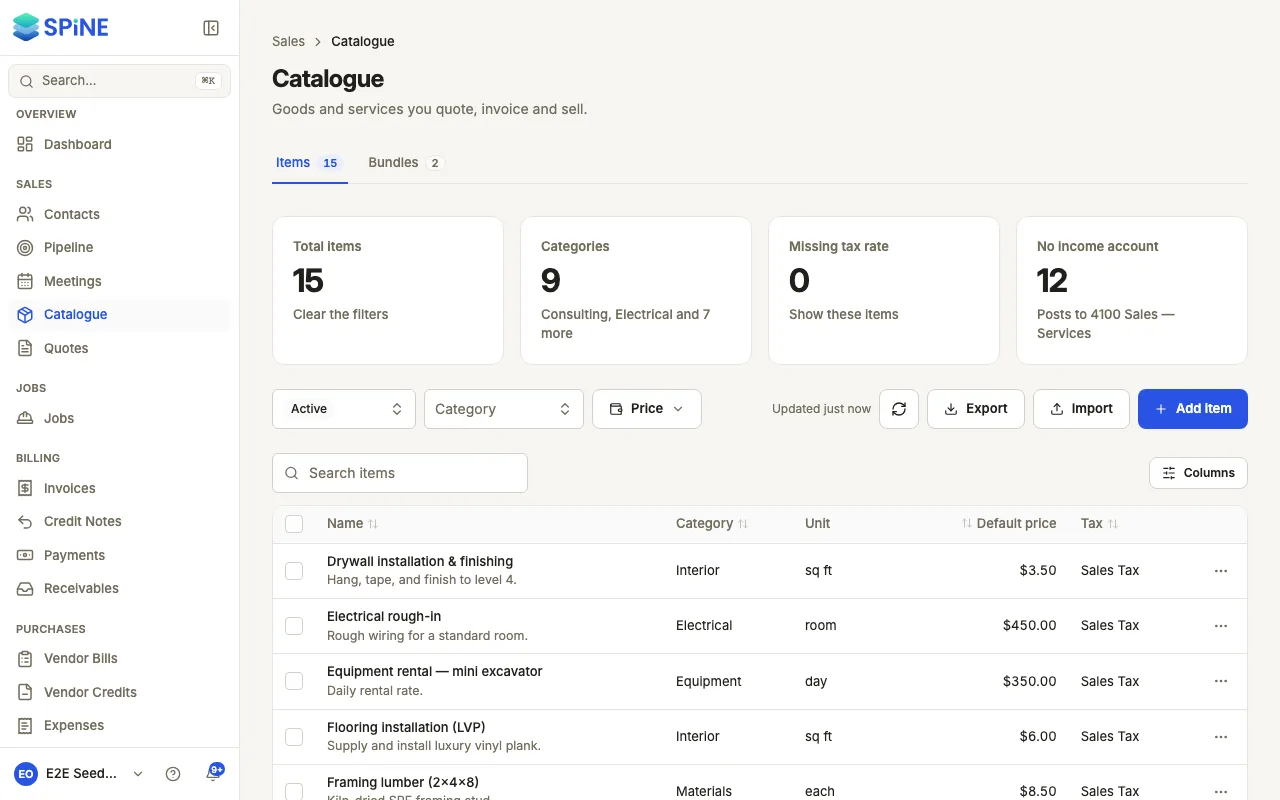 SPiNE
Search...
⌘K
OVERVIEW
Dashboard
SALES
Contacts
Pipeline
Meetings
Catalogue
Quotes
JOBS
Jobs
BILLING
Invoices
Credit Notes
Payments
Receivables
PURCHASES
Vendor Bills
Vendor Credits
Expenses
EO E2E Seed...
9+
Sales > Catalogue
Catalogue
Goods and services you quote, invoice and sell.
Items 15 Bundles 2
Total items
15
Clear the filters
Categories
9
Consulting, Electrical and 7
more
Missing tax rate
0
Show these items
No income account
12
Posts to 4100 Sales —
Services
Active Category Price Updated just now Export Import + Add Item
Search items Columns
Name Category Unit Default price Tax
Drywall installation & finishing
Hang, tape, and finish to level 4.
Interior sq ft $3.50 Sales Tax
Electrical rough-in
Rough wiring for a standard room.
Electrical room $450.00 Sales Tax
Equipment rental — mini excavator
Daily rental rate.
Equipment day $350.00 Sales Tax
Flooring installation (LVP)
Supply and install luxury vinyl plank.
Interior sq ft $6.00 Sales Tax
Framing lumber (2×4×8)
Kiln-dried SPF framing stud.
Materials each $8.50 Sales Tax